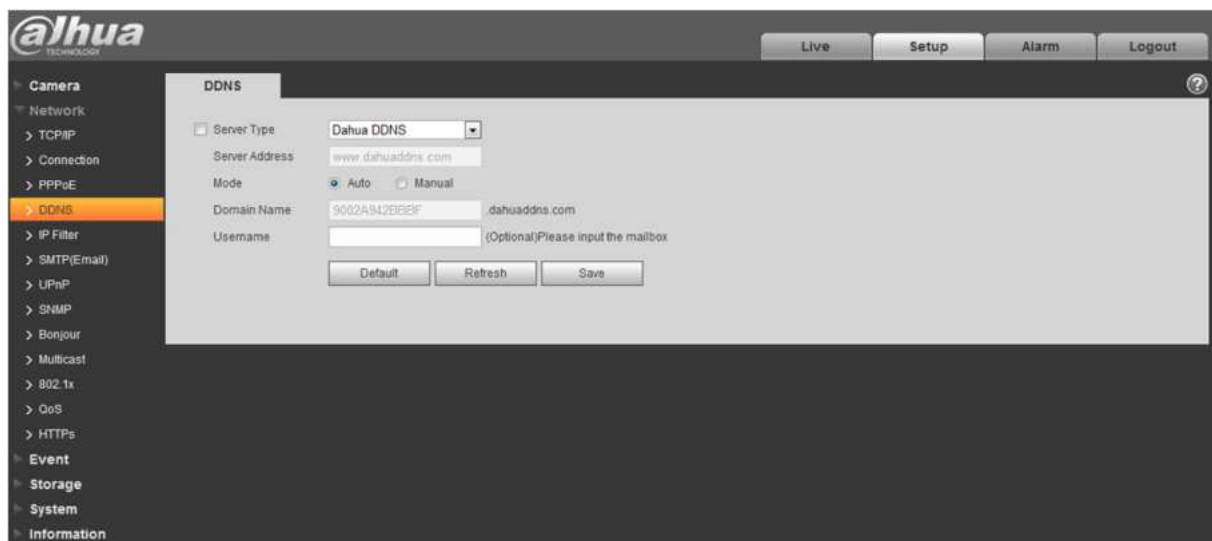 alhua
TECHNOLOGY
Live
Setup
Alarm
Logout
Camera
Network
TCP/IP
Connection
PPPoE
DDNS
IP Filter
SMTP(Email)
UPnP
SNMP
Bonjour
Multicast
802.1x
QoS
HTTPs
Event
Storage
System
Information
DDNS
Server Type Dahua DDNS
Server Address www.dahuaddns.com
Mode Auto Manual
Domain Name .dahuaddns.com
Username (Optional)Please input the mailbox
Default Refresh Save